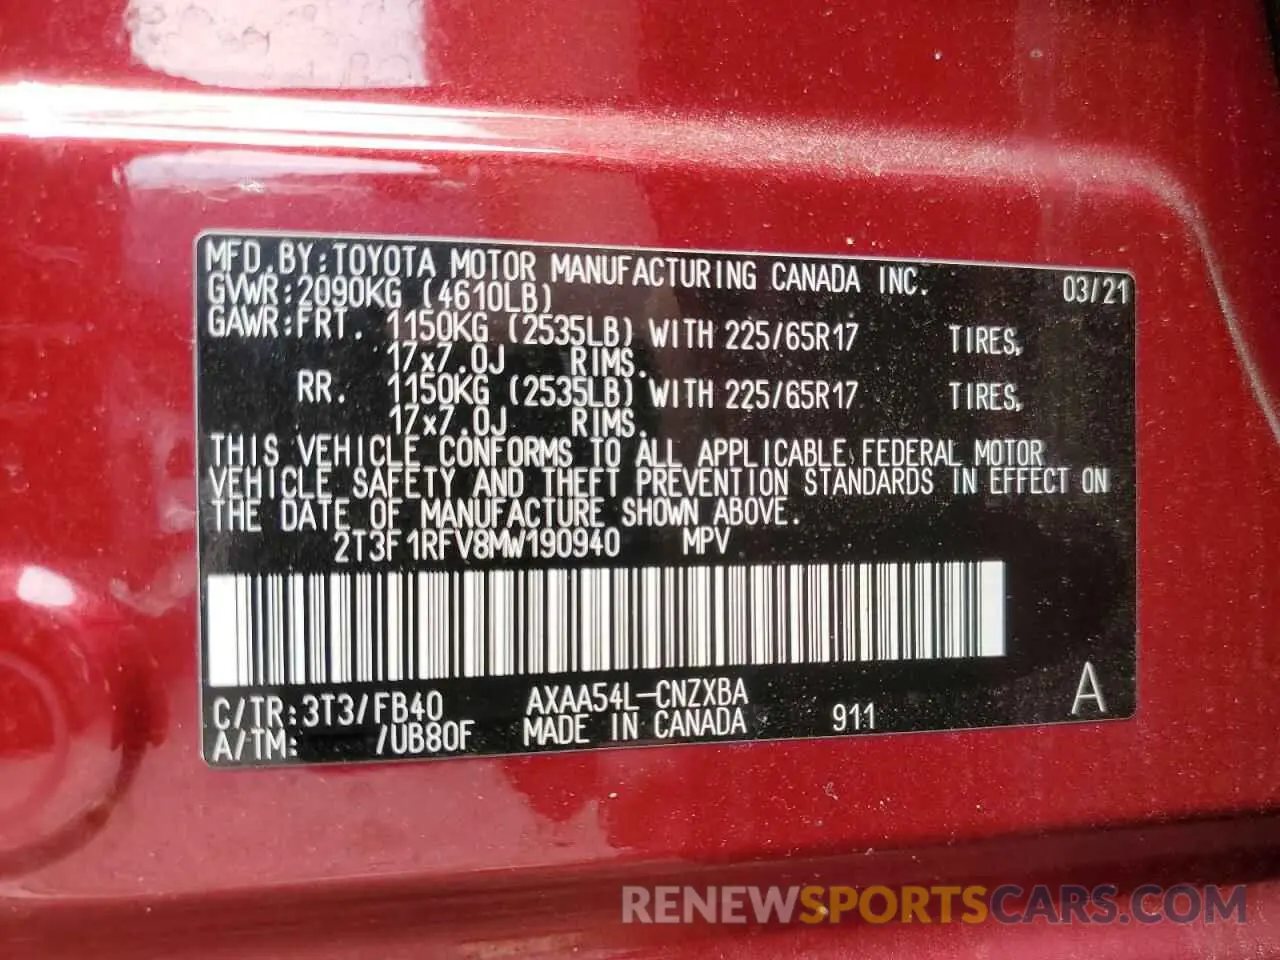 MFD.BY:TOYOTA MOTOR MANUFACTURING CANADA INC. 03/21
GVWR:2090KG (4610LB)
GAWR:FRT. 1150KG (2535LB) WITH 225/65R17 TIRES,
17x7.0J RIMS.
RR. 1150KG (2535LB) WITH 225/65R17 TIRES,
17x7.0J RIMS.
THIS VEHICLE CONFORMS TO ALL APPLICABLE FEDERAL MOTOR
VEHICLE SAFETY AND THEFT PREVENTION STANDARDS IN EFFECT ON
THE DATE OF MANUFACTURE SHOWN ABOVE.
2T3F1RFV8MW190940 MPV
C/TR:3T3/FB40 AXAA54L-CNZXBA A
A/TM: /UB80F MADE IN CANADA 911
RENEWSPORTSCARS.COM